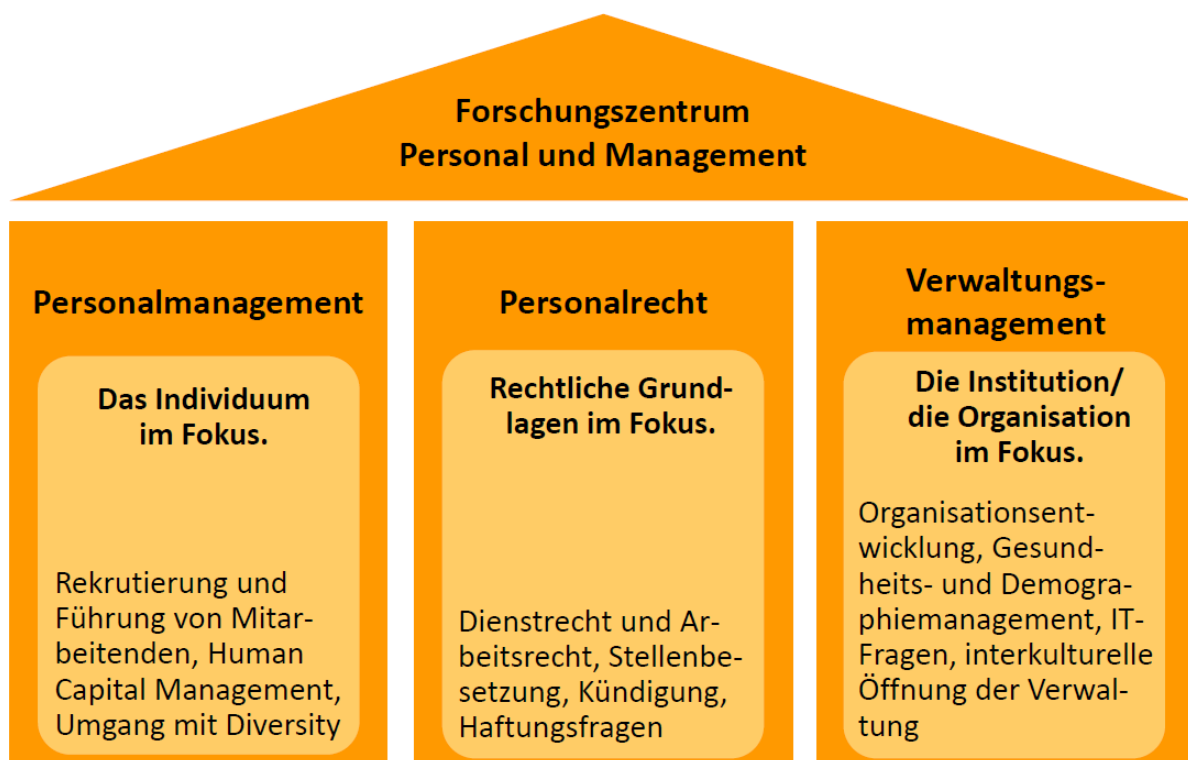 Forschungszentrum
Personal und Management
Personalmanagement
Das Individuum
im Fokus.
Rekrutierung und
Führung von Mitar-
beitenden, Human
Capital Management,
Umgang mit Diversity
Personalrecht
Rechtliche Grund-
lagen im Fokus.
Dienstrecht und Ar-
beitsrecht, Stellenbe-
setzung, Kündigung,
Haftungsfragen
Verwaltungs-
management
Die Institution/
die Organisation
im Fokus.
Organisationsent-
wicklung, Gesund-
heits- und Demogra-
phiemanagement, IT-
Fragen, interkulturelle
Öffnung der Verwal-
tung